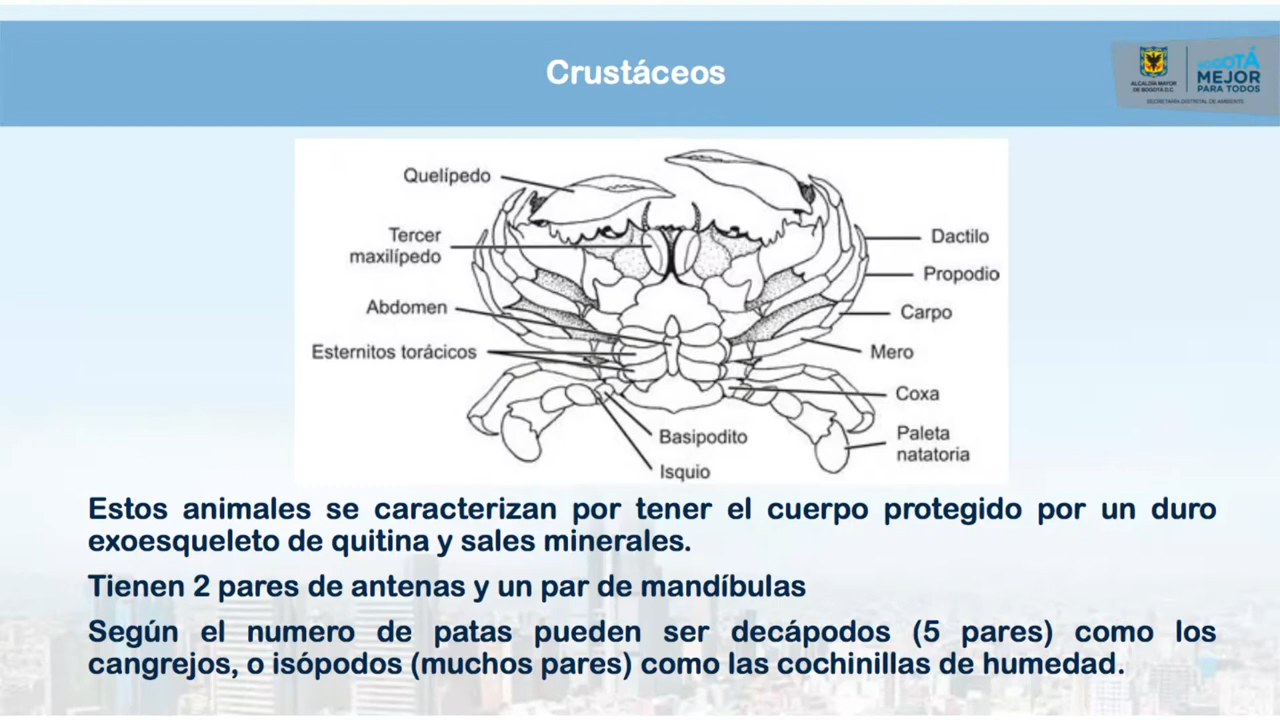 Crustáceos
ALCALDÍA MAYOR
DE BOGOTÁ D.C.
BOGOTÁ
MEJOR
PARA TODOS
SECRETARÍA DISTRITAL DE AMBIENTE
Quelípedo
Tercer
maxilípedo
Abdomen
Esternitos torácicos
Dactilo
Propodio
Carpo
Mero
Coxa
Paleta
natatoria
Basipodito
Isquio
Estos animales se caracterizan por tener el cuerpo protegido por un duro
exoesqueleto de quitina y sales minerales.
Tienen 2 pares de antenas y un par de mandíbulas
Según el numero de patas pueden ser decápodos (5 pares) como los
cangrejos, o isópodos (muchos pares) como las cochinillas de humedad.